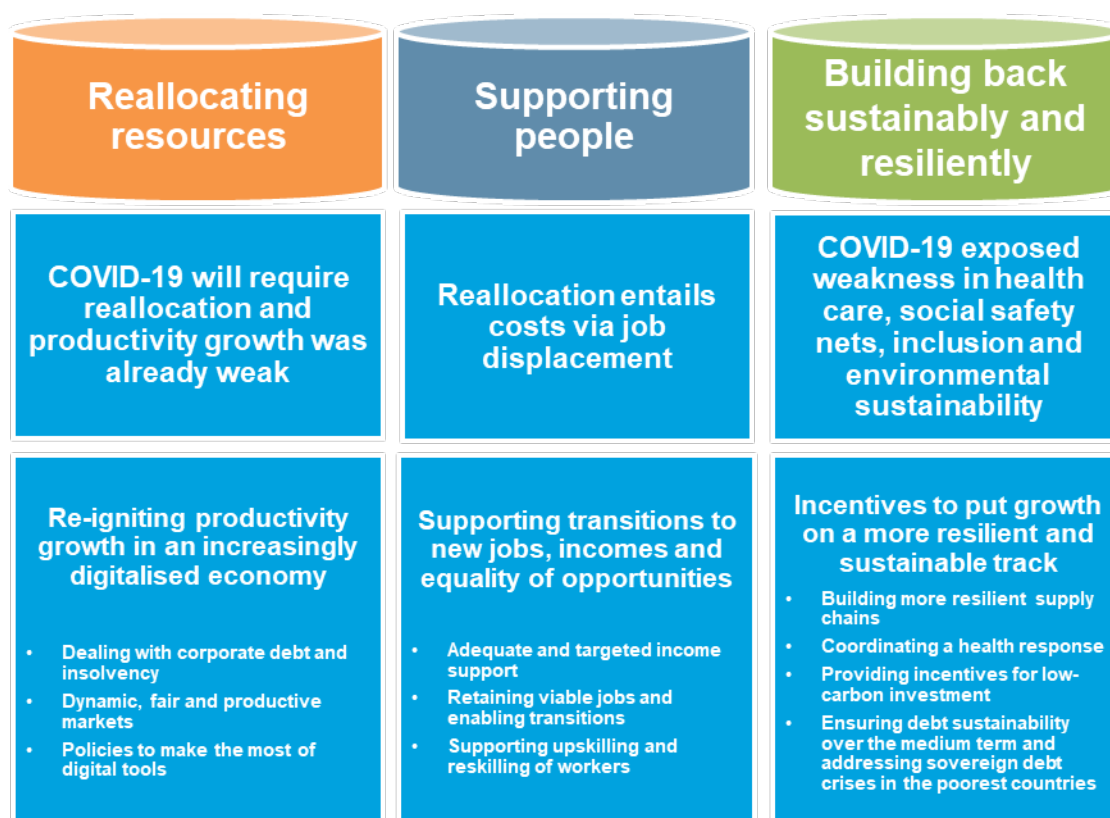 Reallocating
resources
Supporting
people
Building back
sustainably and
resiliently
COVID-19 will require
reallocation and
productivity growth was
already weak
Reallocation entails
costs via job
displacement
COVID-19 exposed
weakness in health
care, social safety
nets, inclusion and
environmental
sustainability
Re-igniting productivity
growth in an increasingly
digitalised economy
• Dealing with corporate debt and
insolvency
• Dynamic, fair and productive
markets
• Policies to make the most of
digital tools
Supporting transitions to
new jobs, incomes and
equality of opportunities
• Adequate and targeted income
support
• Retaining viable jobs and
enabling transitions
• Supporting upskilling and
reskilling of workers
Incentives to put growth
on a more resilient and
sustainable track
• Building more resilient supply
chains
• Coordinating a health response
• Providing incentives for low-
carbon investment
• Ensuring debt sustainability
over the medium term and
addressing sovereign debt
crises in the poorest countries